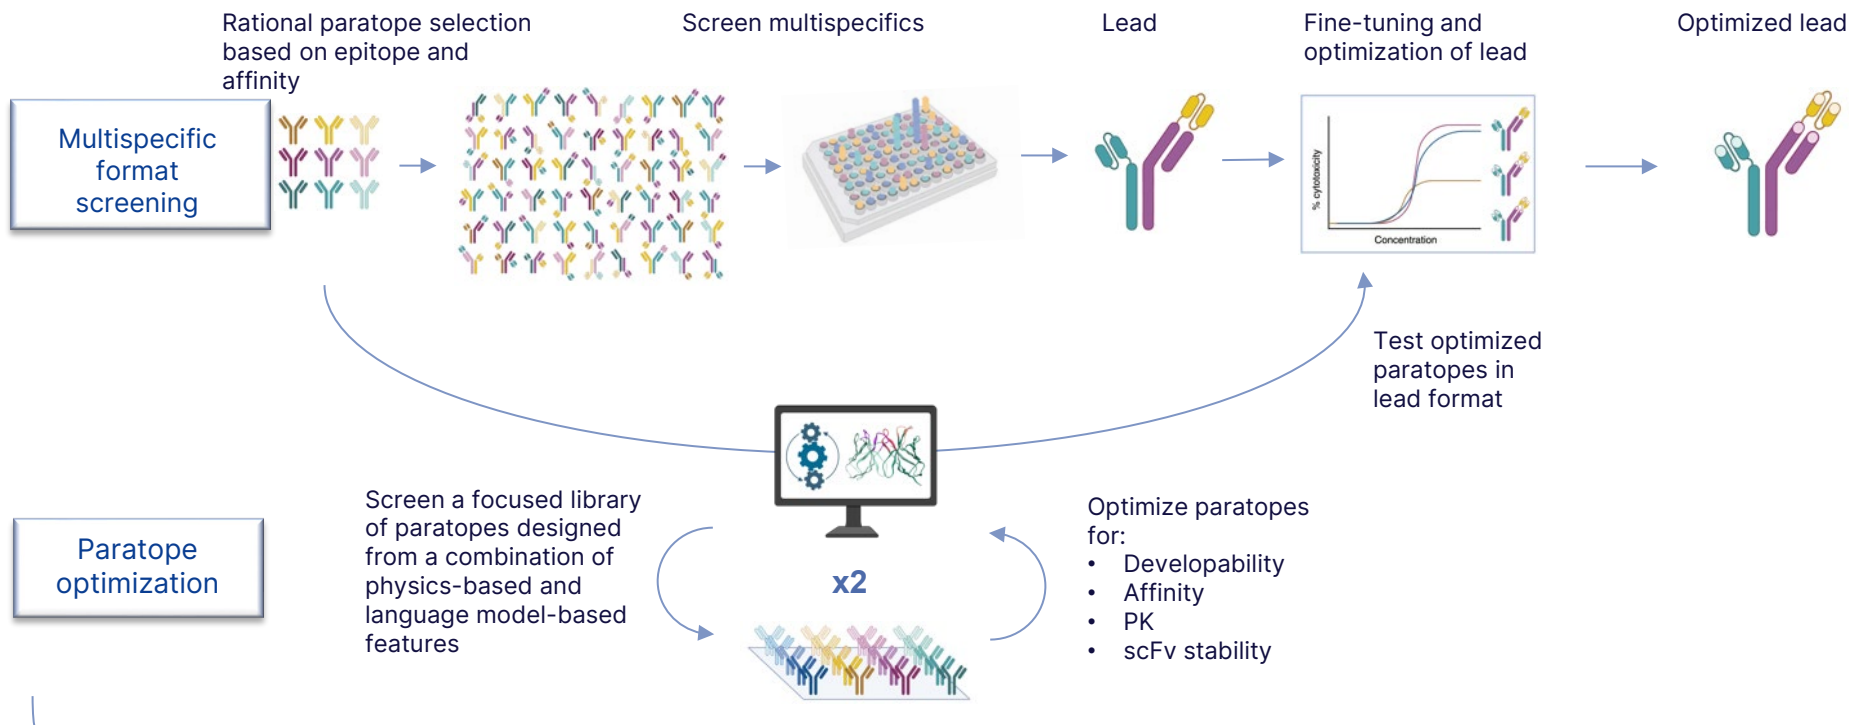 Rational paratope selection
based on epitope and
affinity
Screen multispecifics
Lead
Fine-tuning and
optimization of lead
Optimized lead
Multispecific
format
screening
% cytotoxicity
Concentration
Test optimized
paratopes in
lead format
Paratope
optimization
Screen a focused library
of paratopes designed
from a combination of
physics-based and
language model-based
features
x2
Optimize paratopes
for:
• Developability
• Affinity
• PK
• scFv stability